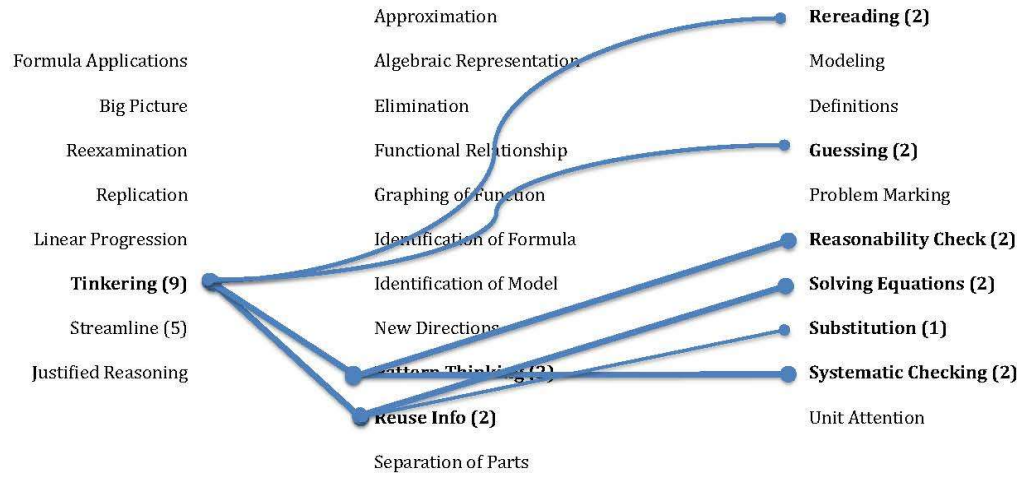 Formula Applications
Big Picture
Reexamination
Replication
Linear Progression
Tinkering (9)
Streamline (5)
Justified Reasoning
Approximation
Algebraic Representation
Elimination
Functional Relationship
Graphing of Function
Identification of Formula
Identification of Model
New Directions
Pattern Thinking (2)
Reuse Info (2)
Separation of Parts
Rereading (2)
Modeling
Definitions
Guessing (2)
Problem Marking
Reasonability Check (2)
Solving Equations (2)
Substitution (1)
Systematic Checking (2)
Unit Attention